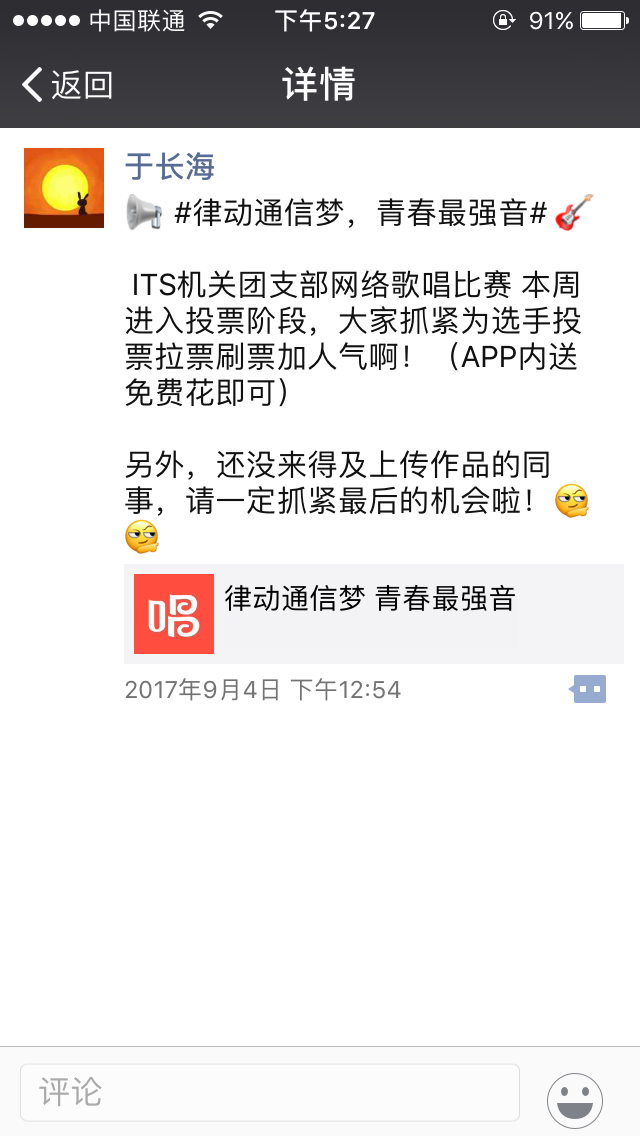 中国联通 下午5:27 91%
返回 详情
于长海
#律动通信梦，青春最强音#
ITS机关团支部网络歌唱比赛 本周
进入投票阶段，大家抓紧为选手投
票拉票刷票加人气啊！（APP内送
免费花即可）
另外，还没来得及上传作品的同
事，请一定抓紧最后的机会啦！
唱 律动通信梦 青春最强音
2017年9月4日 下午12:54
评论